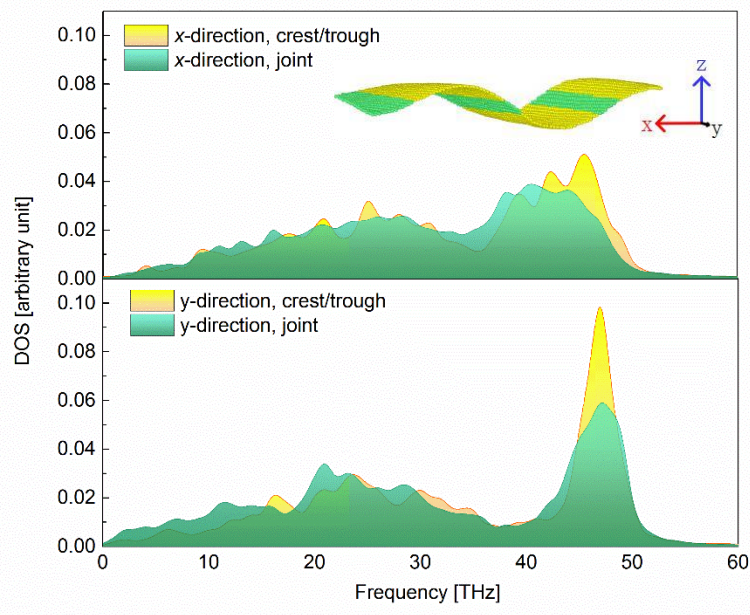 0.10
x-direction, crest/trough
x-direction, joint
0.08
z
x
y
0.06
0.04
0.02
0.00
DOS [arbitrary unit]
0.10
y-direction, crest/trough
y-direction, joint
0.08
0.06
0.04
0.02
0.00
0 10 20 30 40 50 60
Frequency [THz]